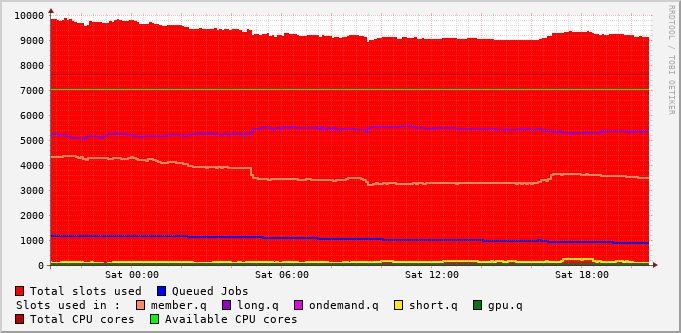 RRDTOOL / TOBI OETIKER
10000
9000
8000
7000
6000
5000
4000
3000
2000
1000
0
Sat 00:00 Sat 06:00 Sat 12:00 Sat 18:00
Total slots used Queued Jobs
Slots used in : member.q long.q ondemand.q short.q gpu.q
Total CPU cores Available CPU cores